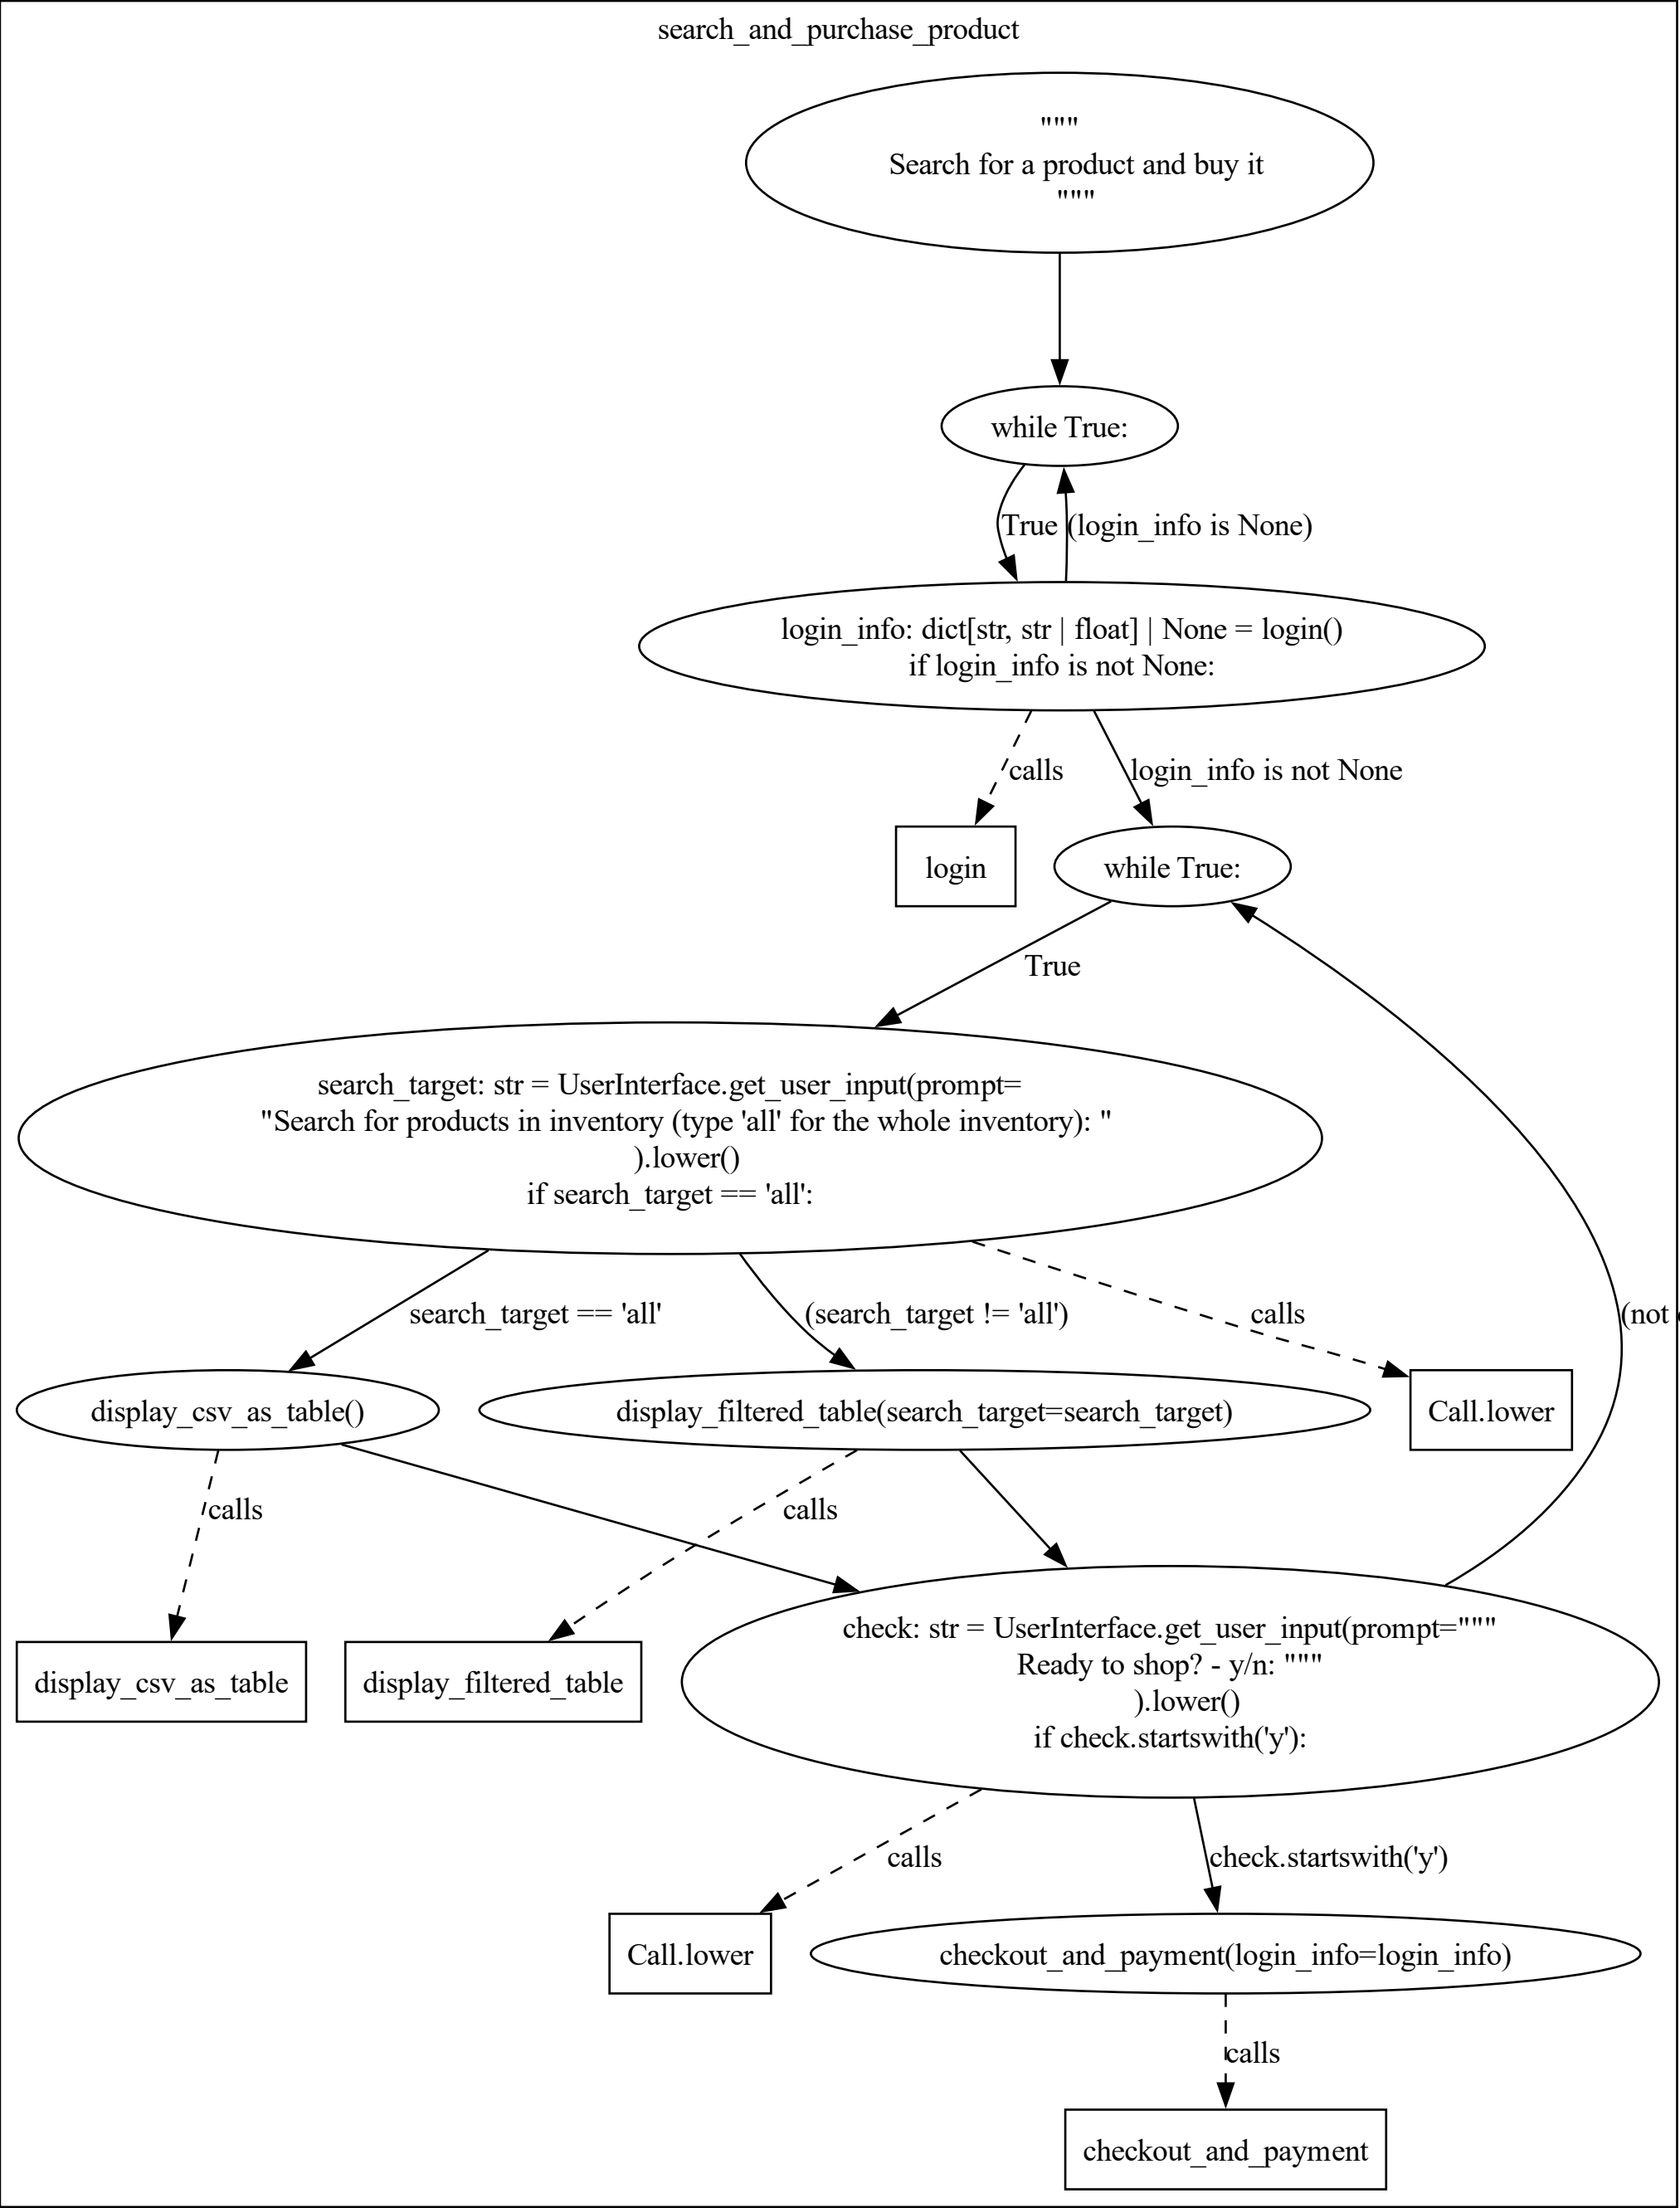 search_and_purchase_product
"""
Search for a product and buy it
"""
while True:
True
(login_info is None)
login_info: dict[str, str | float] | None = login()
if login_info is not None:
calls
login_info is not None
login
while True:
True
search_target: str = UserInterface.get_user_input(prompt=
"Search for products in inventory (type 'all' for the whole inventory): "
).lower()
if search_target == 'all':
search_target == 'all'
(search_target != 'all')
calls
(not
display_csv_as_table()
display_filtered_table(search_target=search_target)
Call.lower
calls
calls
display_csv_as_table
display_filtered_table
check: str = UserInterface.get_user_input(prompt="""
Ready to shop? - y/n: """
).lower()
if check.startswith('y'):
calls
check.startswith('y')
Call.lower
checkout_and_payment(login_info=login_info)
calls
checkout_and_payment